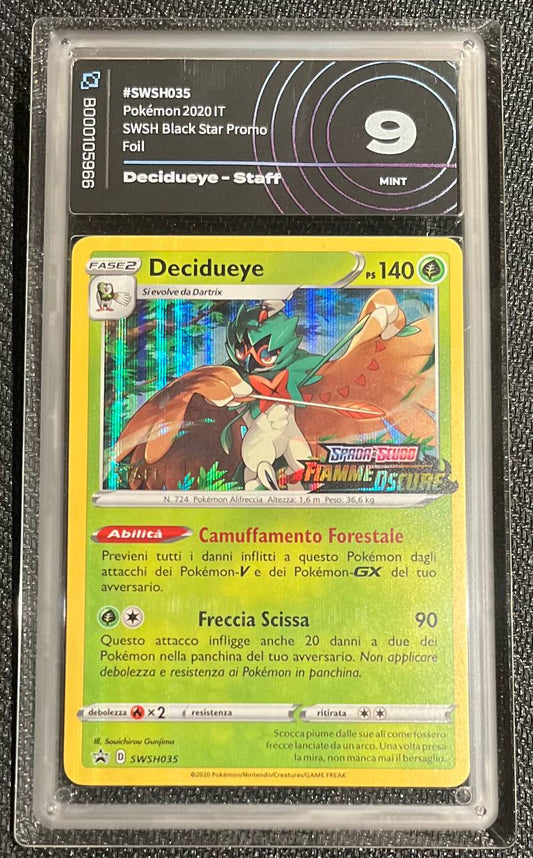 #SWSH035
Pokémon 2020 IT
SWSH Black Star Promo
Foil
Decidueye - Staff
B000105966
9
MINT
FASE 2
Decidueye
PS 140
Si evolve da Dartrix
SPADA E SCUDO
FIAMME OSCURE
N. 724 Pokémon Alifreccia Altezza: 1,6 m Peso: 36,6 kg
Abilità Camuffamento Forestale
Previeni tutti i danni inflitti a questo Pokémon dagli
attacchi dei Pokémon-V e dei Pokémon-GX del tuo
avversario.
Freccia Scissa 90
Questo attacco infligge anche 20 danni a due dei
Pokémon nella panchina del tuo avversario. Non applicare
debolezza e resistenza ai Pokémon in panchina.
debolezza ×2 resistenza ritirata
Ill. Souichirou Gunjima
D SWSH035
Scocca piume dalle sue ali come fossero
frecce lanciate da un arco. Una volta presa
la mira, non manca mai il bersaglio.
©2020 Pokémon/Nintendo/Creatures/GAME FREAK